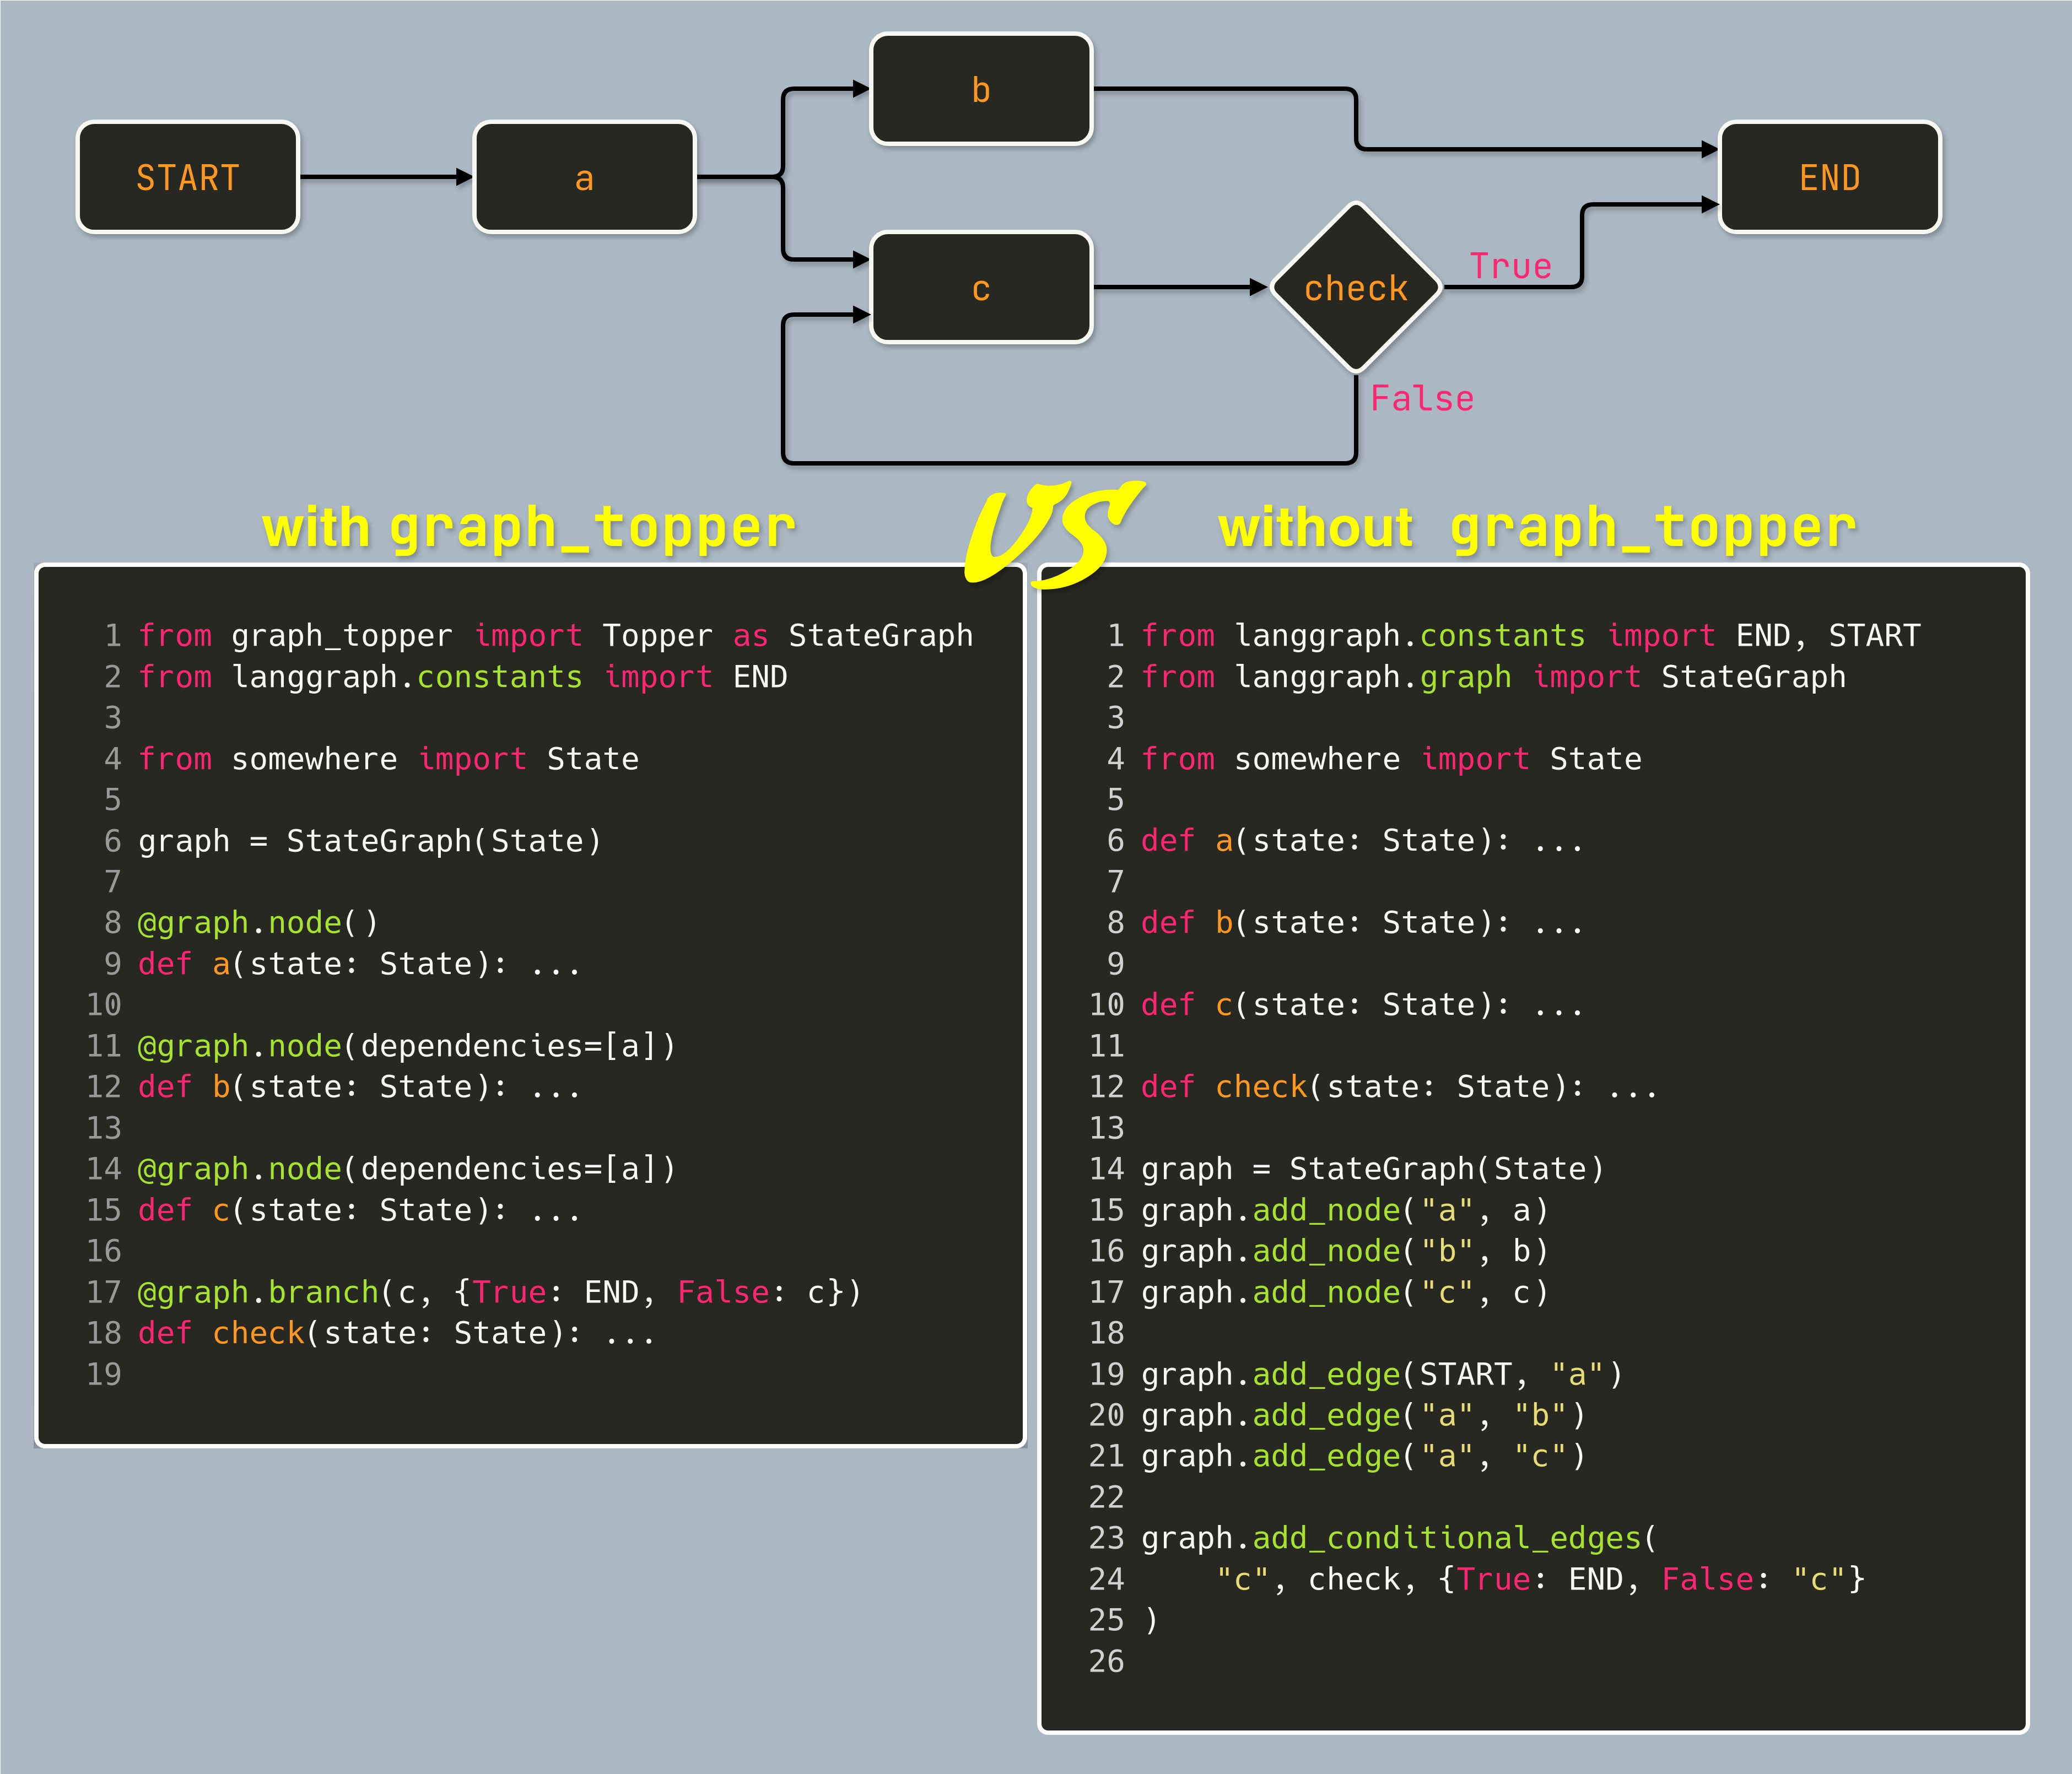 b
START
a
END
c
check
True
False
with graph_topper
VS
without graph_topper
1 from graph_topper import Topper as StateGraph
2 from langgraph.constants import END
3
4 from somewhere import State
5
6 graph = StateGraph(State)
7
8 @graph.node()
9 def a(state: State): ...
10
11 @graph.node(dependencies=[a])
12 def b(state: State): ...
13
14 @graph.node(dependencies=[a])
15 def c(state: State): ...
16
17 @graph.branch(c, {True: END, False: c})
18 def check(state: State): ...
19
1 from langgraph.constants import END, START
2 from langgraph.graph import StateGraph
3
4 from somewhere import State
5
6 def a(state: State): ...
7
8 def b(state: State): ...
9
10 def c(state: State): ...
11
12 def check(state: State): ...
13
14 graph = StateGraph(State)
15 graph.add_node("a", a)
16 graph.add_node("b", b)
17 graph.add_node("c", c)
18
19 graph.add_edge(START, "a")
20 graph.add_edge("a", "b")
21 graph.add_edge("a", "c")
22
23 graph.add_conditional_edges(
24     "c", check, {True: END, False: "c"}
25 )
26